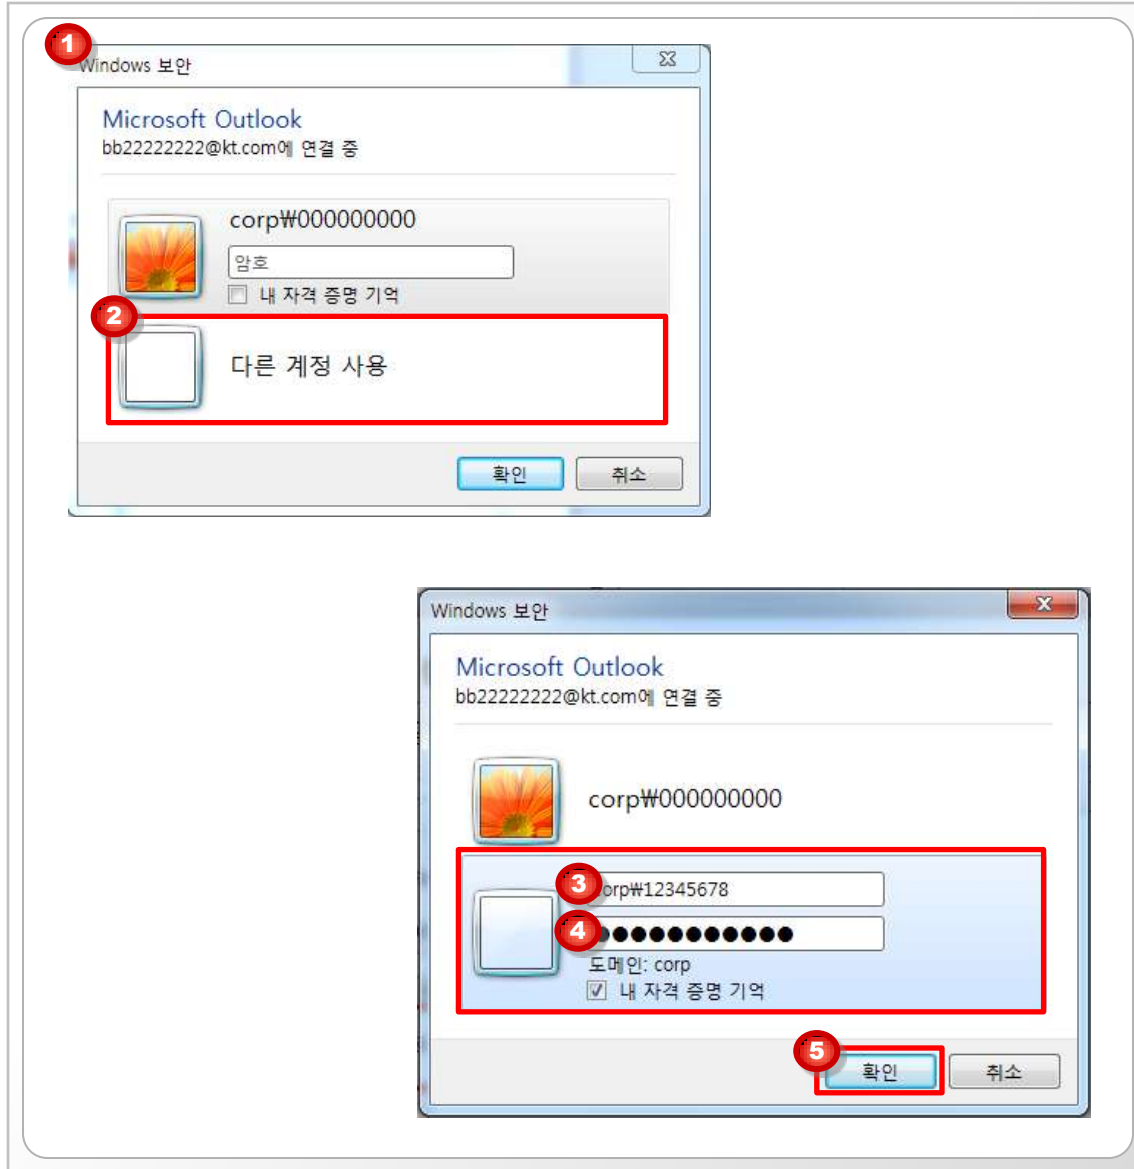 1
Windows 보안
Microsoft Outlook
bb22222222@kt.com에 연결 중
corp₩000000000
암호
내 자격 증명 기억
2
다른 계정 사용
확인 취소
Windows 보안
Microsoft Outlook
bb22222222@kt.com에 연결 중
corp₩000000000
3 corp₩12345678
4 ●●●●●●●●●●●
도메인: corp
내 자격 증명 기억
5
확인 취소